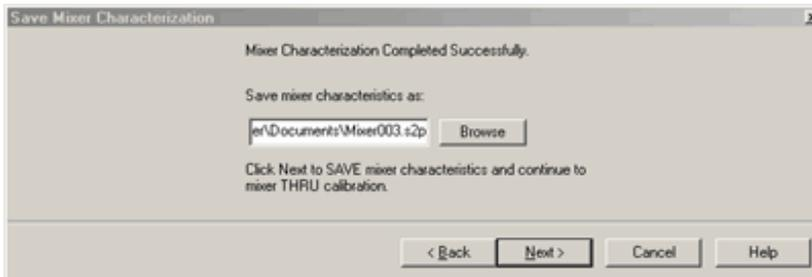 Save Mixer Characterization
Mixer Characterization Completed Successfully.
Save mixer characteristics as:
er\Documents\Mixer003.s2p Browse
Click Next to SAVE mixer characteristics and continue to
mixer THRU calibration.
< Back Next > Cancel Help